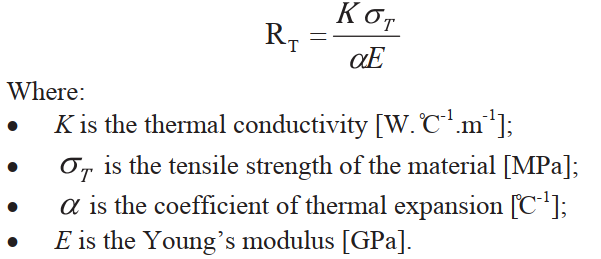 R_T = K σ_T / αE
Where:
• K is the thermal conductivity [W.℃⁻¹.m⁻¹];
• σ_T is the tensile strength of the material [MPa];
• α is the coefficient of thermal expansion [℃⁻¹];
• E is the Young’s modulus [GPa].